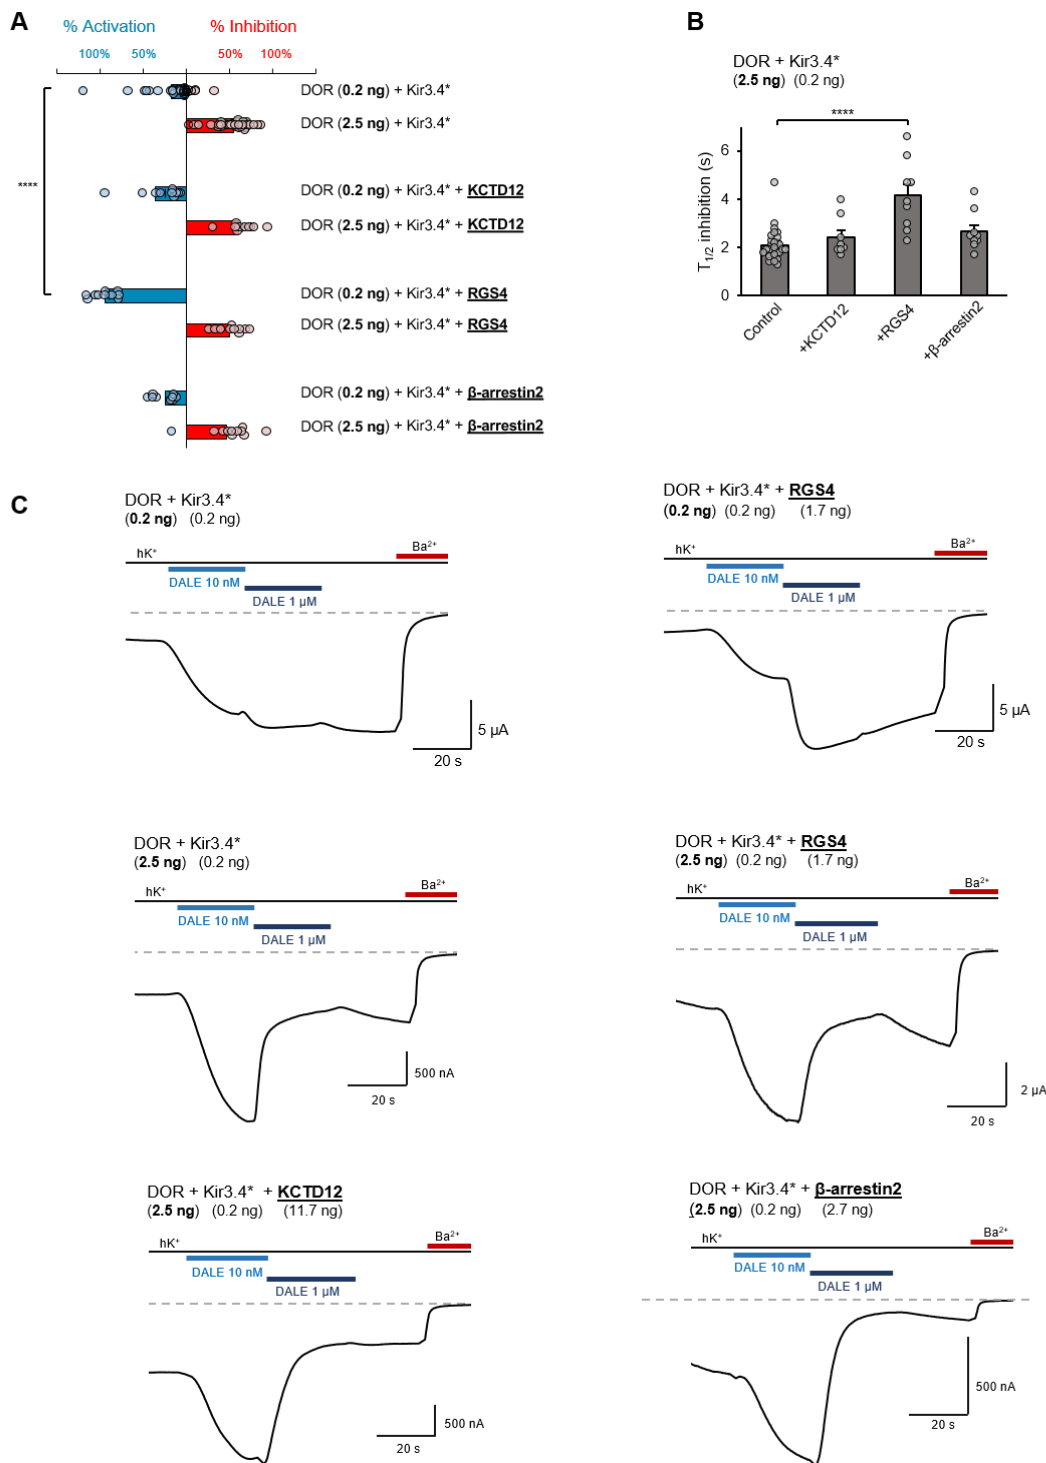 A
% Activation % Inhibition
100% 50% 50% 100%
DOR (0.2 ng) + Kir3.4*
DOR (2.5 ng) + Kir3.4*
****
DOR (0.2 ng) + Kir3.4* + KCTD12
DOR (2.5 ng) + Kir3.4* + KCTD12
DOR (0.2 ng) + Kir3.4* + RGS4
DOR (2.5 ng) + Kir3.4* + RGS4
DOR (0.2 ng) + Kir3.4* + β-arrestin2
DOR (2.5 ng) + Kir3.4* + β-arrestin2
B
DOR + Kir3.4*
(2.5 ng) (0.2 ng)
****
T1/2 inhibition (s)
6
4
2
0
Control
+KCTD12
+RGS4
+β-arrestin2
C
DOR + Kir3.4*
(0.2 ng) (0.2 ng)
hK+
Ba2+
DALE 10 nM
DALE 1 µM
5 µA
20 s
DOR + Kir3.4* + RGS4
(0.2 ng) (0.2 ng) (1.7 ng)
hK+
Ba2+
DALE 10 nM
DALE 1 µM
5 µA
20 s
DOR + Kir3.4*
(2.5 ng) (0.2 ng)
hK+
Ba2+
DALE 10 nM
DALE 1 µM
500 nA
20 s
DOR + Kir3.4* + RGS4
(2.5 ng) (0.2 ng) (1.7 ng)
hK+
Ba2+
DALE 10 nM
DALE 1 µM
2 µA
20 s
DOR + Kir3.4* + KCTD12
(2.5 ng) (0.2 ng) (11.7 ng)
hK+
Ba2+
DALE 10 nM
DALE 1 µM
500 nA
20 s
DOR + Kir3.4* + β-arrestin2
(2.5 ng) (0.2 ng) (2.7 ng)
hK+
Ba2+
DALE 10 nM
DALE 1 µM
500 nA
20 s